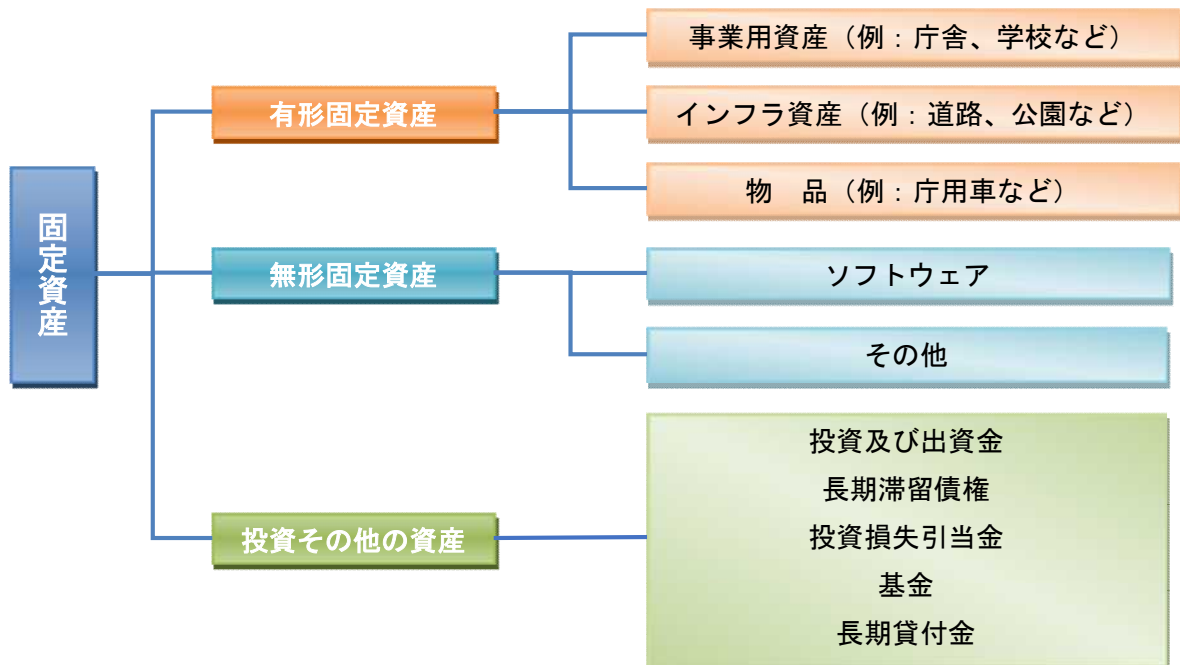 固定資産
有形固定資産
事業用資産（例：庁舎、学校など）
インフラ資産（例：道路、公園など）
物　品（例：庁用車など）
無形固定資産
ソフトウェア
その他
投資その他の資産
投資及び出資金
長期滞留債権
投資損失引当金
基金
長期貸付金